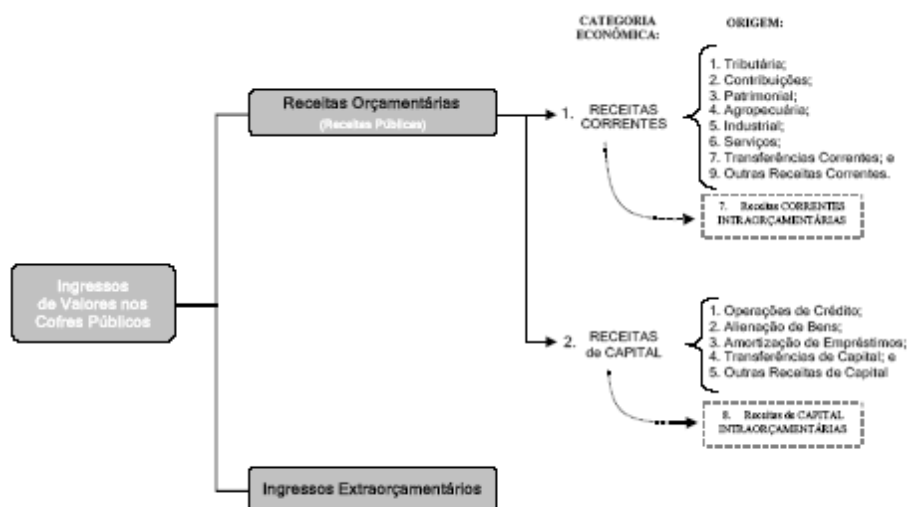 CATEGORIA
ECONÔMICA:
ORIGEM:
Receitas Orçamentárias
(Receitas Públicas)
1. RECEITAS
CORRENTES
1. Tributária;
2. Contribuições;
3. Patrimonial;
4. Agropecuária;
5. Industrial;
6. Serviços;
7. Transferências Correntes; e
9. Outras Receitas Correntes.
7. Receitas CORRENTES
INTRAORÇAMENTÁRIAS
Ingressos
de Valores nos
Cofres Públicos
2. RECEITAS
de CAPITAL
1. Operações de Crédito;
2. Alienação de Bens;
3. Amortização de Empréstimos;
4. Transferências de Capital; e
5. Outras Receitas de Capital
8. Receitas de CAPITAL
INTRAORÇAMENTÁRIAS
Ingressos Extraorçamentários